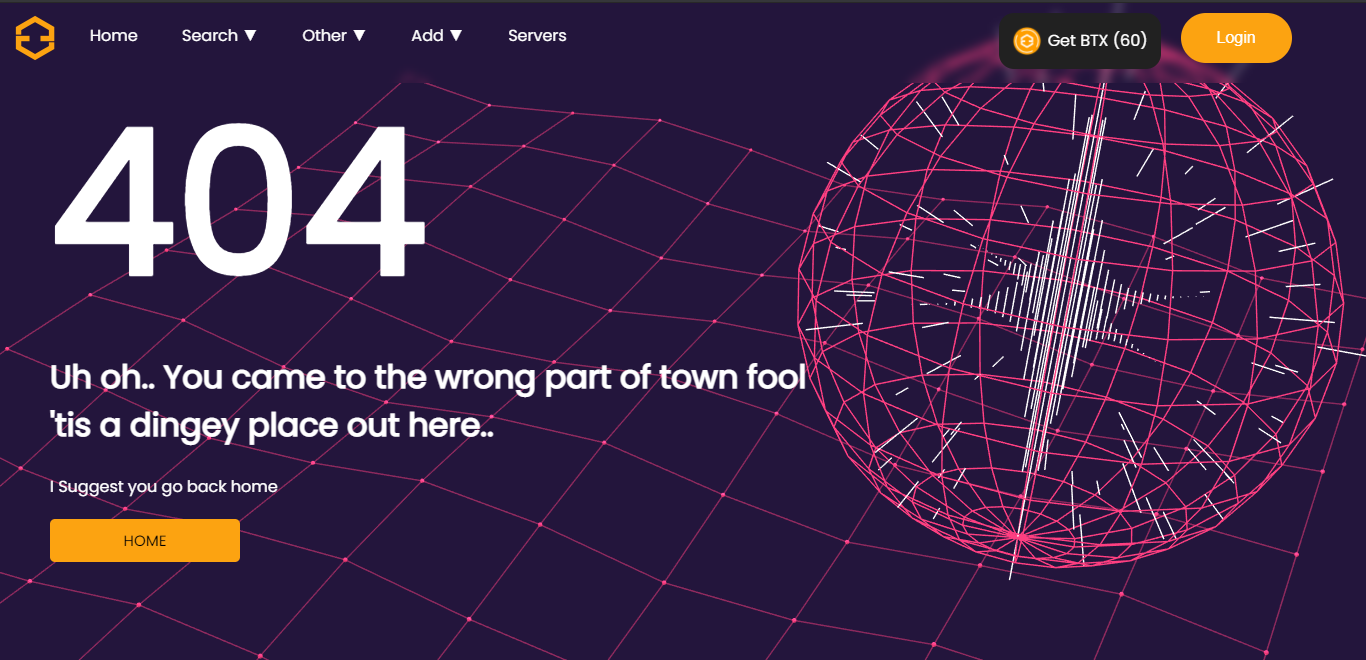 Home
Search ▼
Other ▼
Add ▼
Servers
Get BTX (60)
Login
404
Uh oh.. You came to the wrong part of town fool
'tis a dingey place out here..
I Suggest you go back home
HOME